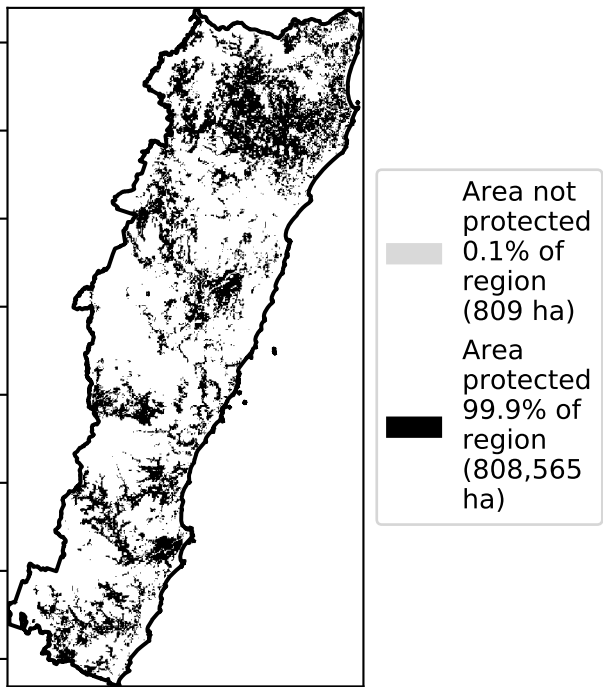 Area not
protected
0.1% of
region
(809 ha)
Area
protected
99.9% of
region
(808,565
ha)